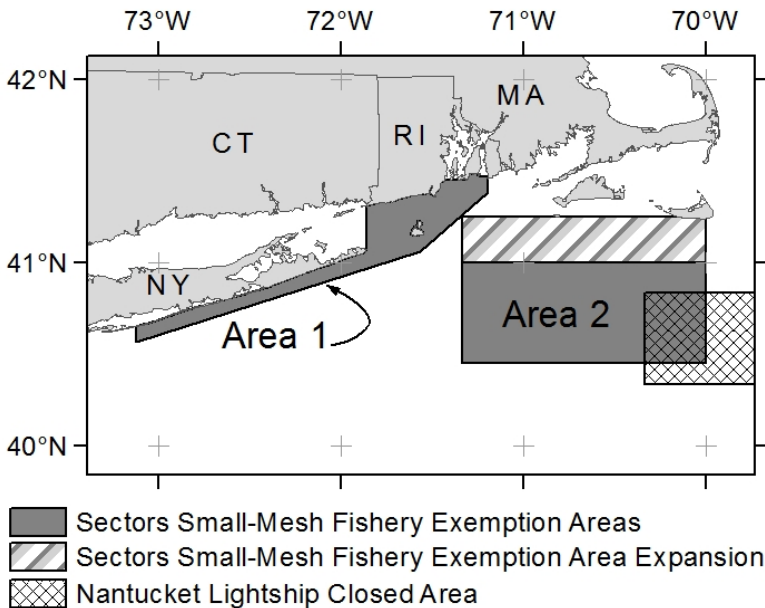 73°W 72°W 71°W 70°W
42°N
MA
CT
RI
41°N
NY
Area 1
Area 2
40°N
Sectors Small-Mesh Fishery Exemption Areas
Sectors Small-Mesh Fishery Exemption Area Expansion
Nantucket Lightship Closed Area